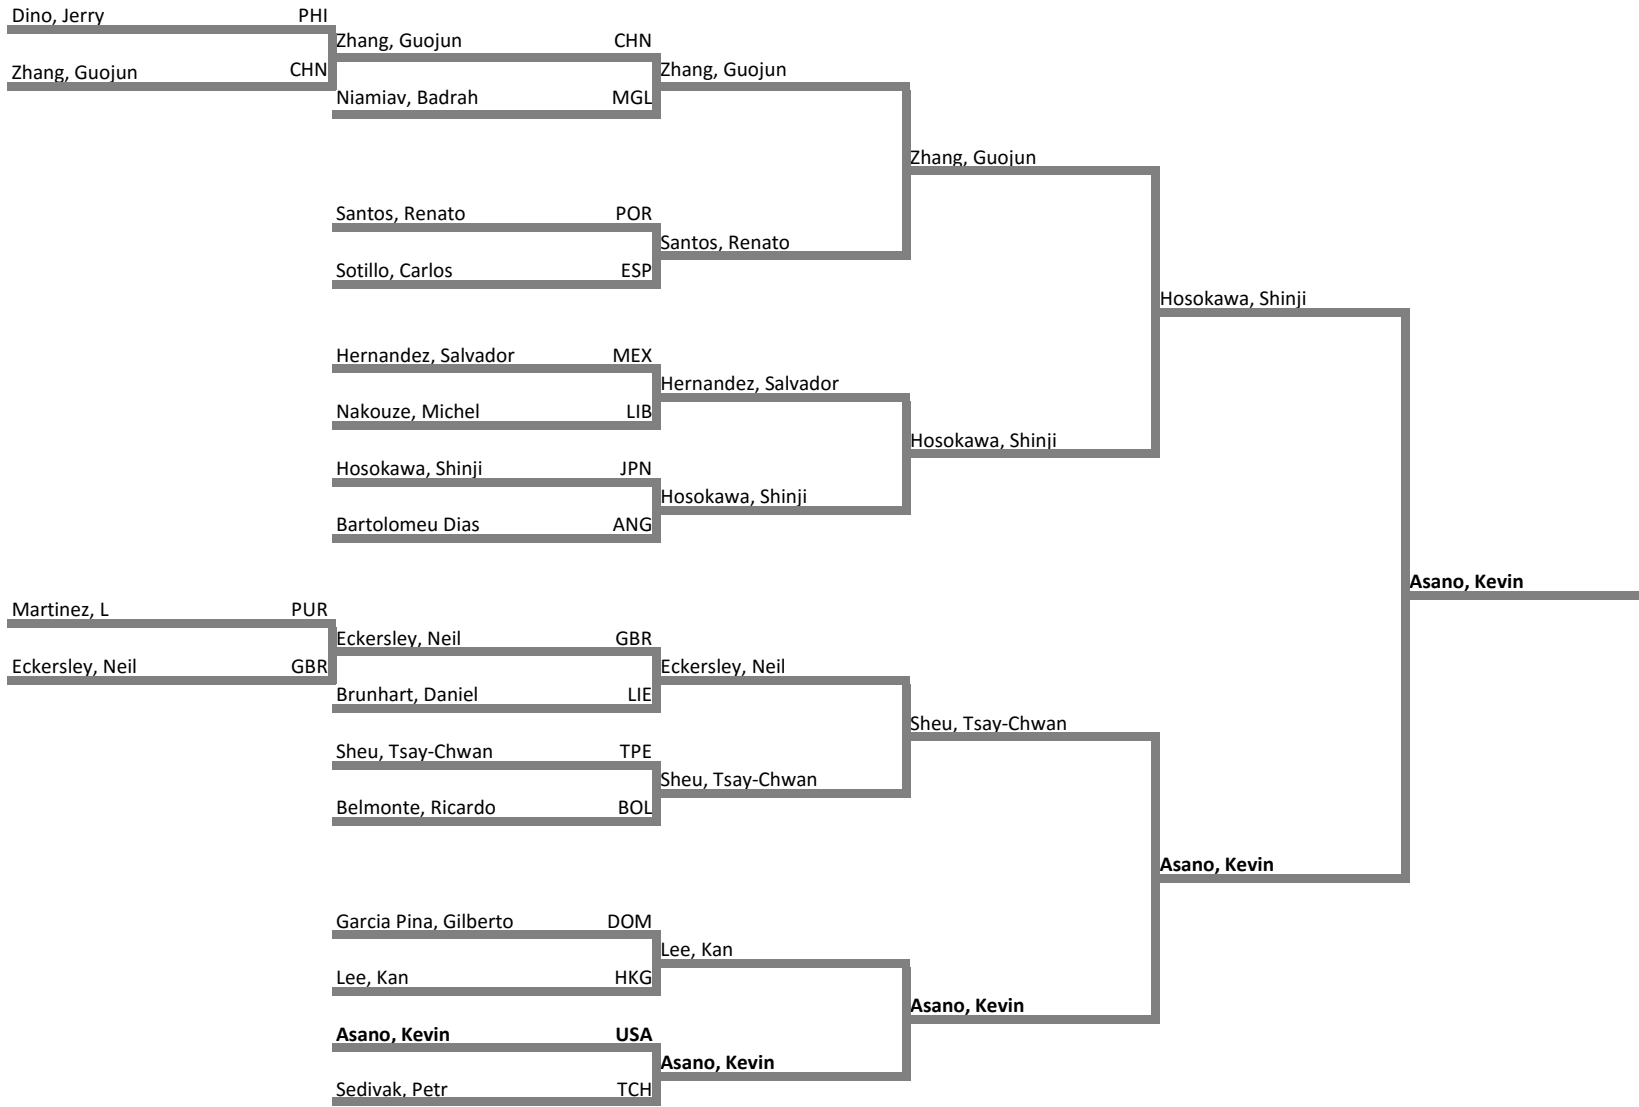 Dino, Jerry PHI
Zhang, Guojun CHN
Zhang, Guojun CHN
Zhang, Guojun
Niamiav, Badrah MGL
Zhang, Guojun
Santos, Renato POR
Santos, Renato
Sotillo, Carlos ESP
Hosokawa, Shinji
Hernandez, Salvador MEX
Hernandez, Salvador
Nakouze, Michel LIB
Hosokawa, Shinji
Hosokawa, Shinji JPN
Hosokawa, Shinji
Bartolomeu Dias ANG
Asano, Kevin
Martinez, L PUR
Eckersley, Neil GBR
Eckersley, Neil GBR
Eckersley, Neil
Brunhart, Daniel LIE
Sheu, Tsay-Chwan
Sheu, Tsay-Chwan TPE
Sheu, Tsay-Chwan
Belmonte, Ricardo BOL
Asano, Kevin
Garcia Pina, Gilberto DOM
Lee, Kan
Lee, Kan HKG
Asano, Kevin
Asano, Kevin USA
Asano, Kevin
Sedivak, Petr TCH